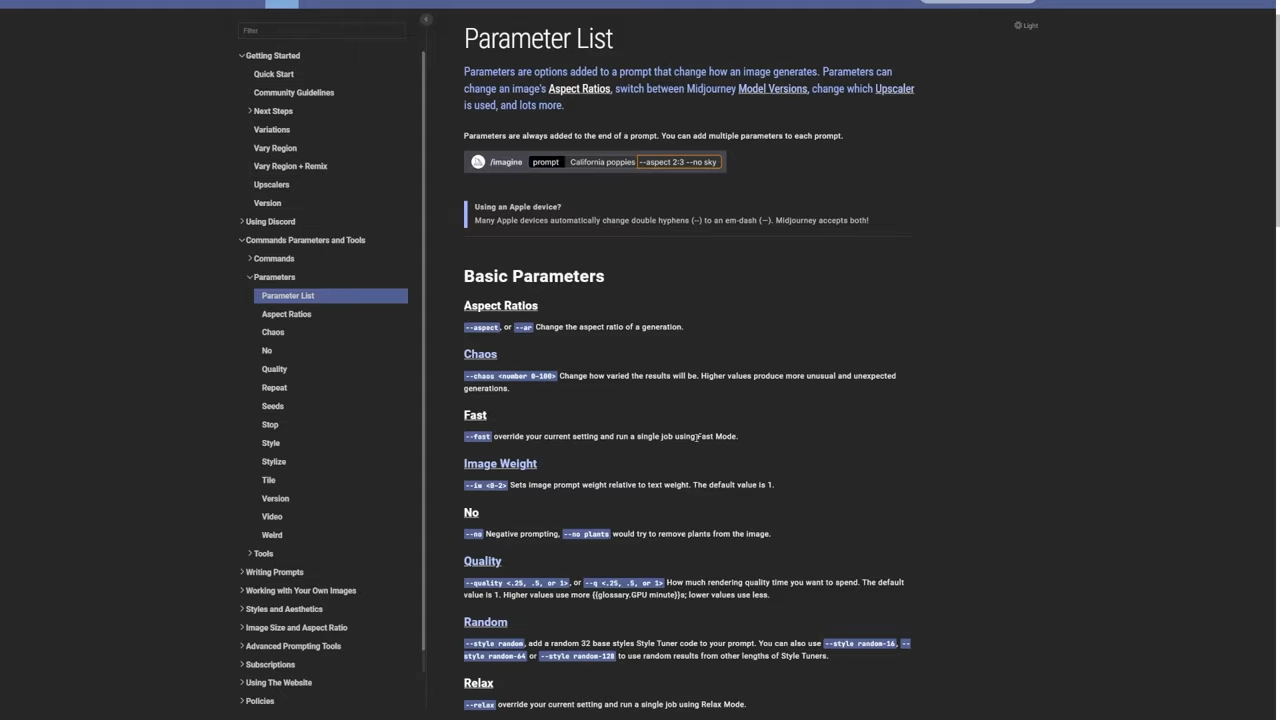 Filter
Getting Started
Quick Start
Community Guidelines
Next Steps
Variations
Vary Region
Vary Region + Remix
Upscalers
Version
Using Discord
Commands Parameters and Tools
Commands
Parameters
Parameter List
Aspect Ratios
Chaos
No
Quality
Repeat
Seeds
Stop
Style
Stylize
Tile
Version
Video
Weird
Tools
Writing Prompts
Working with Your Own Images
Styles and Aesthetics
Image Size and Aspect Ratio
Advanced Prompting Tools
Subscriptions
Using The Website
Policies
Light
Parameter List
Parameters are options added to a prompt that change how an image generates. Parameters can
change an image's Aspect Ratios, switch between Midjourney Model Versions, change which Upscaler
is used, and lots more.
Parameters are always added to the end of a prompt. You can add multiple parameters to each prompt.
/imagine prompt California poppies --aspect 2:3 --no sky
Using an Apple device?
Many Apple devices automatically change double hyphens (--) to an em-dash (—). Midjourney accepts both!
Basic Parameters
Aspect Ratios
--aspect, or --ar Change the aspect ratio of a generation.
Chaos
--chaos <number 0–100> Change how varied the results will be. Higher values produce more unusual and unexpected
generations.
Fast
--fast override your current setting and run a single job using Fast Mode.
Image Weight
--iw <0–2> Sets image prompt weight relative to text weight. The default value is 1.
No
--no Negative prompting, --no plants would try to remove plants from the image.
Quality
--quality <.25, .5, or 1>, or --q <.25, .5, or 1> How much rendering quality time you want to spend. The default
value is 1. Higher values use more {{glossary.GPU minute}}s; lower values use less.
Random
--style random, add a random 32 base styles Style Tuner code to your prompt. You can also use --style random-16, --
style random-64 or --style random-128 to use random results from other lengths of Style Tuners.
Relax
--relax override your current setting and run a single job using Relax Mode.